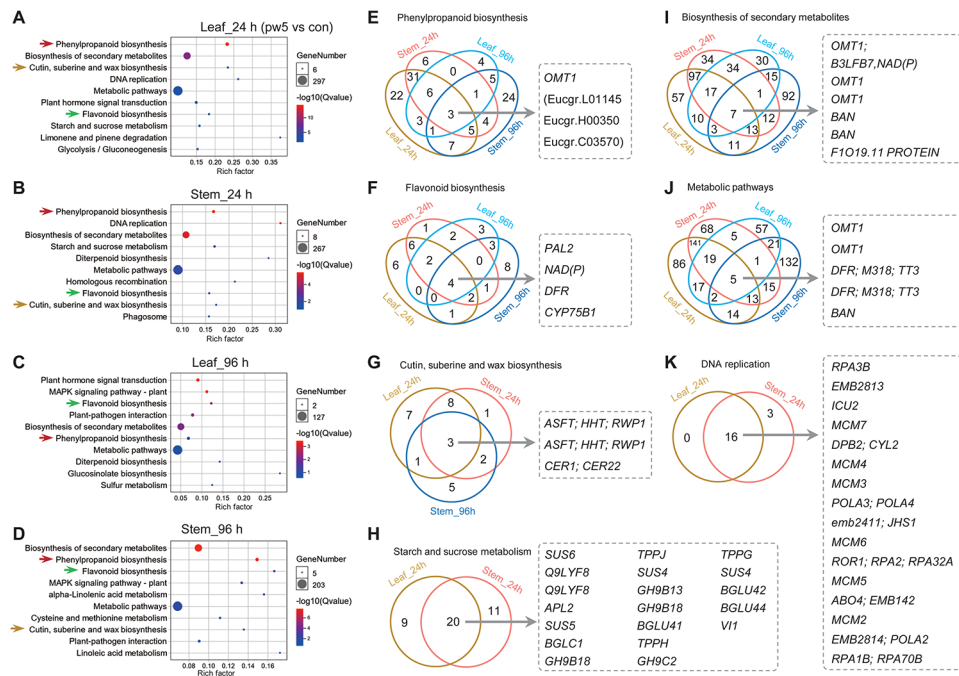 A
Leaf_24 h (pw5 vs con)
Phenylpropanoid biosynthesis
Biosynthesis of secondary metabolites
Cutin, suberine and wax biosynthesis
DNA replication
Metabolic pathways
Plant hormone signal transduction
Flavonoid biosynthesis
Starch and sucrose metabolism
Limonene and pinene degradation
Glycolysis / Gluconeogenesis
0.10 0.15 0.20 0.25 0.30 0.35
Rich factor
GeneNumber
6
297
-log10(Qvalue)
10
5
B
Stem_24 h
Phenylpropanoid biosynthesis
DNA replication
Biosynthesis of secondary metabolites
Starch and sucrose metabolism
Diterpenoid biosynthesis
Metabolic pathways
Homologous recombination
Flavonoid biosynthesis
Cutin, suberine and wax biosynthesis
Phagosome
0.10 0.15 0.20 0.25 0.30
Rich factor
GeneNumber
8
267
-log10(Qvalue)
C
Leaf_96 h
Plant hormone signal transduction
MAPK signaling pathway - plant
Flavonoid biosynthesis
Plant-pathogen interaction
Biosynthesis of secondary metabolites
Phenylpropanoid biosynthesis
Metabolic pathways
Diterpenoid biosynthesis
Glucosinolate biosynthesis
Sulfur metabolism
0.05 0.10 0.15 0.20 0.25
Rich factor
GeneNumber
2
127
-log10(Qvalue)
3
2
1
D
Stem_96 h
Biosynthesis of secondary metabolites
Phenylpropanoid biosynthesis
Flavonoid biosynthesis
MAPK signaling pathway - plant
alpha-Linolenic acid metabolism
Metabolic pathways
Cysteine and methionine metabolism
Cutin, suberine and wax biosynthesis
Plant-pathogen interaction
Linoleic acid metabolism
0.08 0.10 0.12 0.14 0.16
Rich factor
GeneNumber
5
203
-log10(Qvalue)
E
Phenylpropanoid biosynthesis
Stem_24h
Leaf_96h
6
4
31
0
5
22
6
1
24
3
3
4
1
5
7
Leaf_24h
Stem_96h
OMT1
(Eucgr.L01145
Eucgr.H00350
Eucgr.C03570)
F
Flavonoid biosynthesis
Stem_24h
Leaf_96h
1
3
6
2
3
6
2
0
8
0
4
2
0
1
1
Leaf_24h
Stem_96h
PAL2
NAD(P)
DFR
CYP75B1
G
Cutin, suberine and wax biosynthesis
Leaf_24h
Stem_24h
8
7
1
3
1
2
5
Stem_96h
ASFT; HHT; RWP1
ASFT; HHT; RWP1
CER1; CER22
H
Starch and sucrose metabolism
Leaf_24h
Stem_24h
9
20
11
SUS6 TPPJ TPPG
Q9LYF8 SUS4 SUS4
Q9LYF8 GH9B13 BGLU42
APL2 GH9B18 BGLU44
SUS5 BGLU41 VI1
BGLC1 TPPH
GH9B18 GH9C2
I
Biosynthesis of secondary metabolites
Stem_24h
Leaf_96h
34
30
97
34
15
57
17
1
92
10
7
12
3
13
11
Leaf_24h
Stem_96h
OMT1;
B3LFB7,NAD(P)
OMT1
OMT1
BAN
BAN
F1O19.11 PROTEIN
J
Metabolic pathways
Stem_24h
Leaf_96h
68
57
141
5
21
86
19
1
132
17
5
15
2
13
14
Leaf_24h
Stem_96h
OMT1
OMT1
DFR; M318; TT3
DFR; M318; TT3
BAN
K
DNA replication
Leaf_24h
Stem_24h
3
0
16
RPA3B
EMB2813
ICU2
MCM7
DPB2; CYL2
MCM4
MCM3
POLA3; POLA4
emb2411; JHS1
MCM6
ROR1; RPA2; RPA32A
MCM5
ABO4; EMB142
MCM2
EMB2814; POLA2
RPA1B; RPA70B